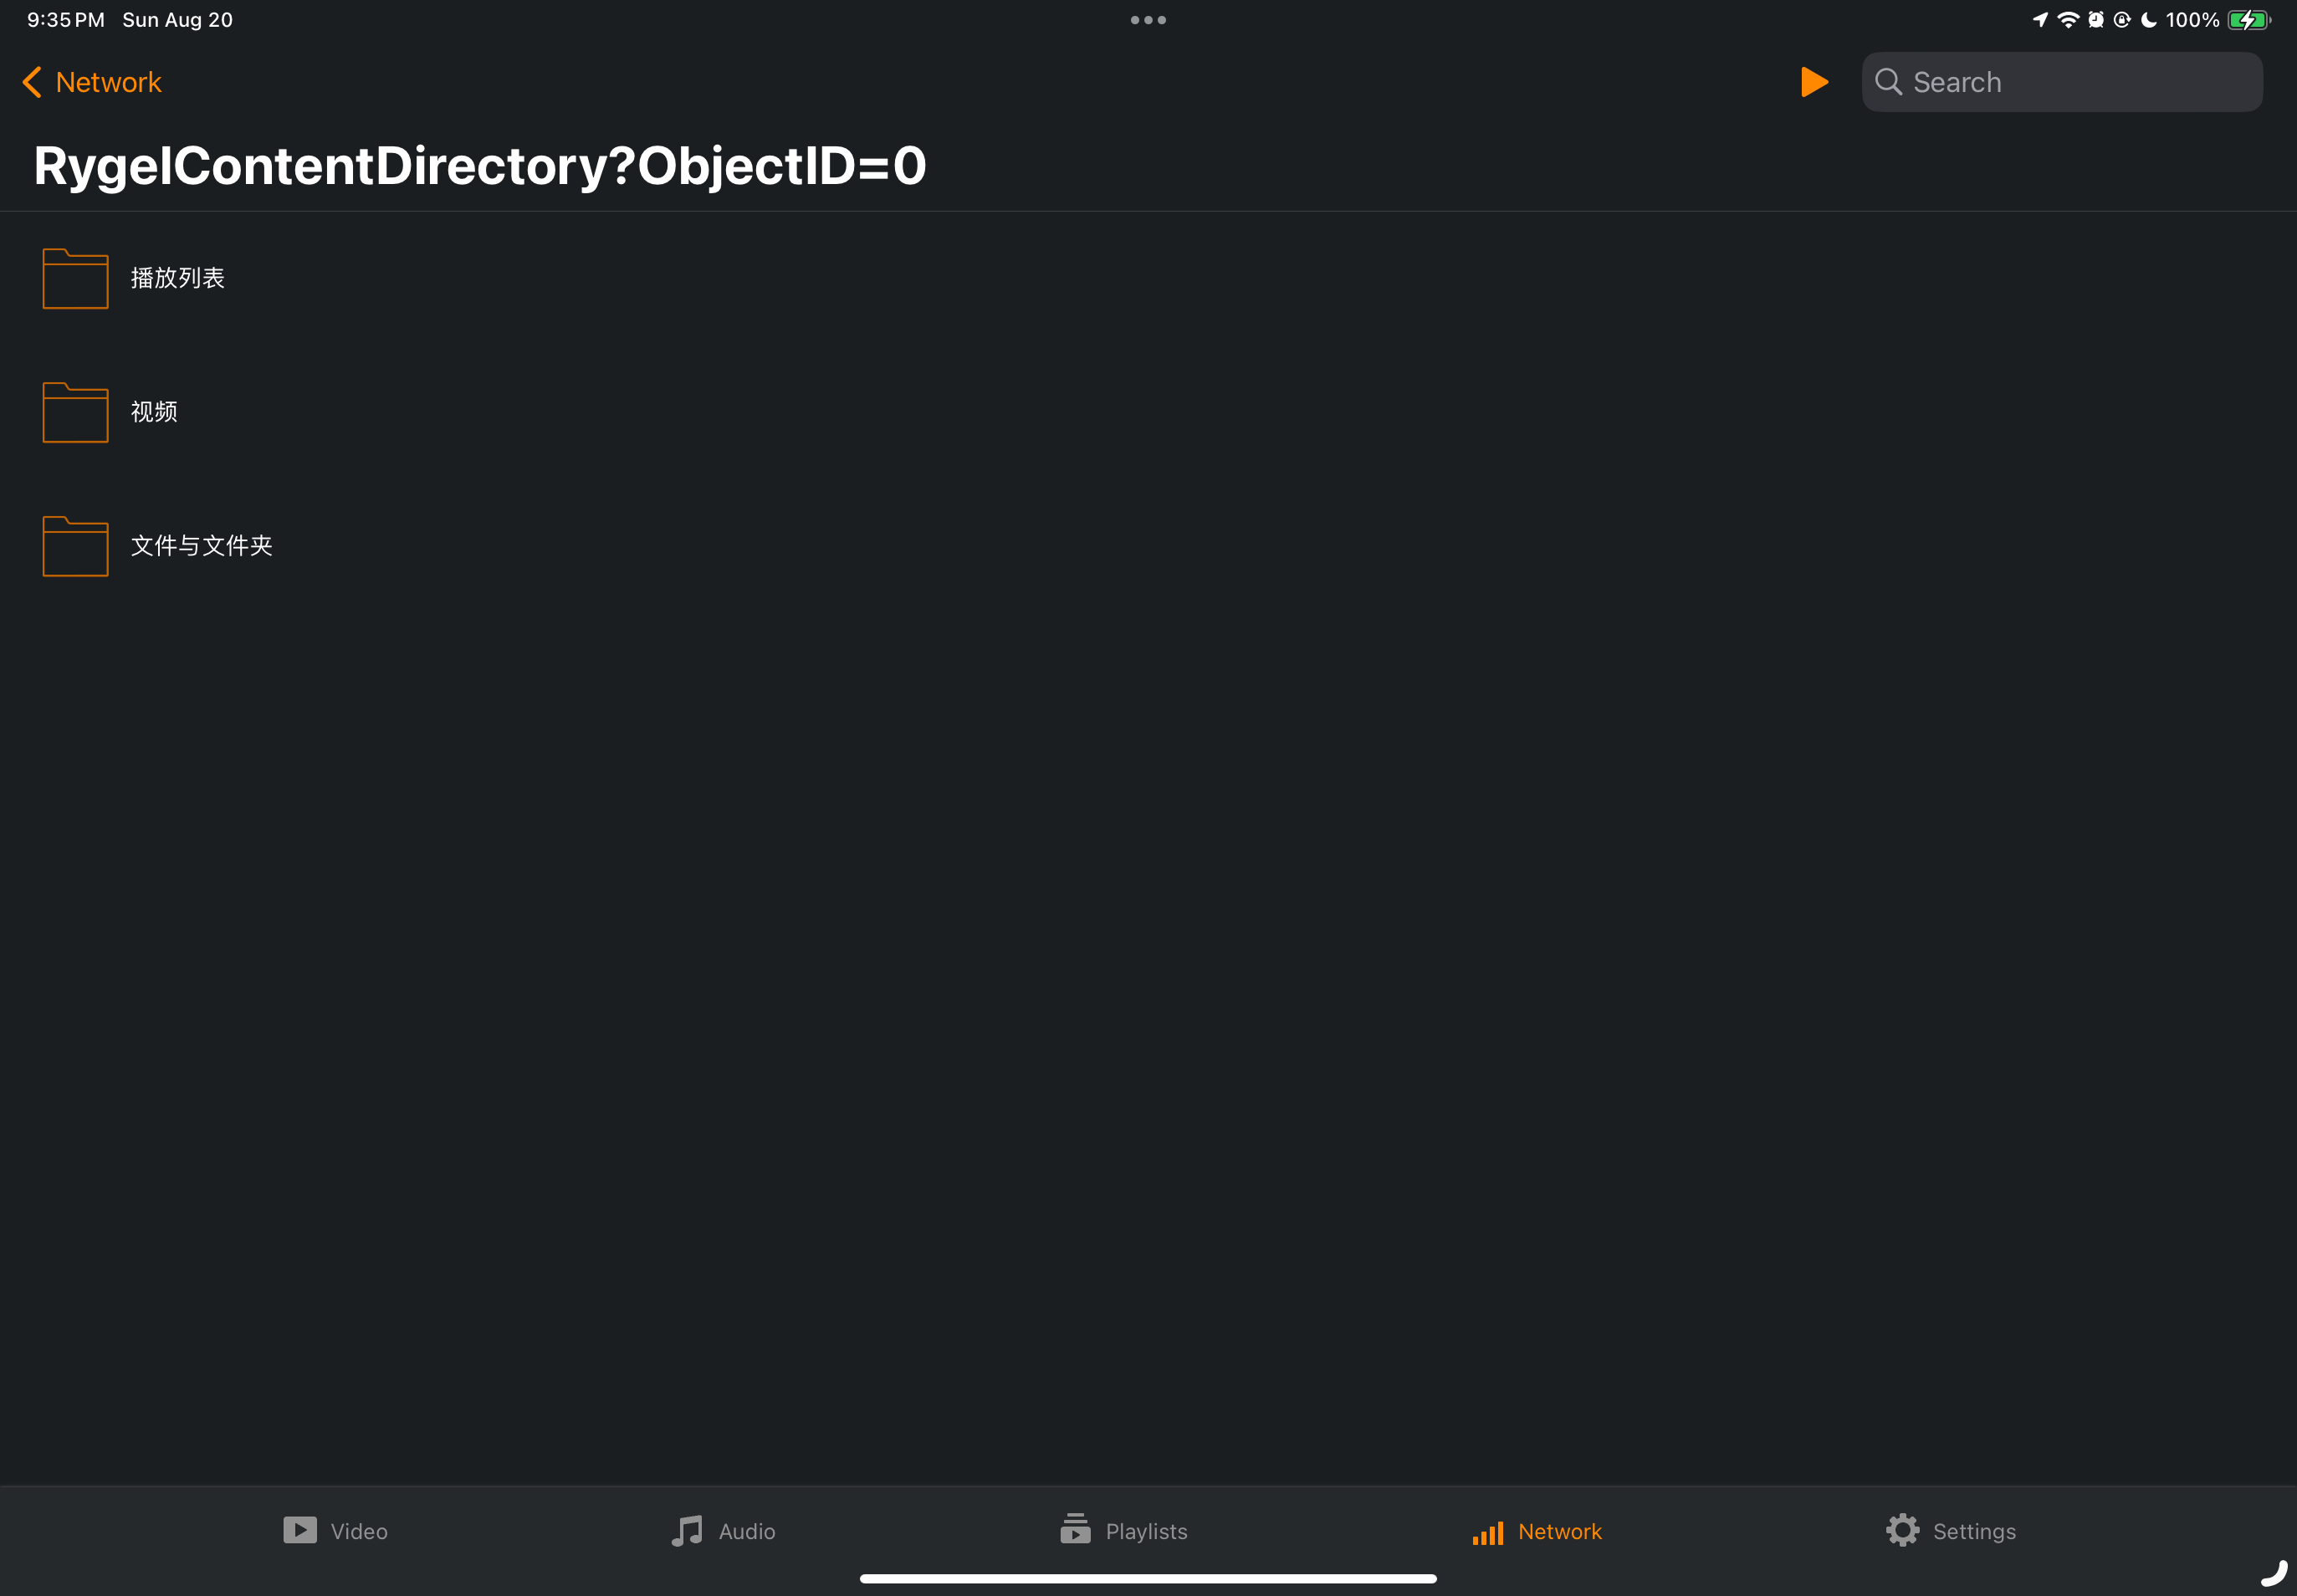 9:35 PM Sun Aug 20 100%
Network Search
RygelContentDirectory?ObjectID=0
播放列表
视频
文件与文件夹
Video Audio Playlists Network Settings